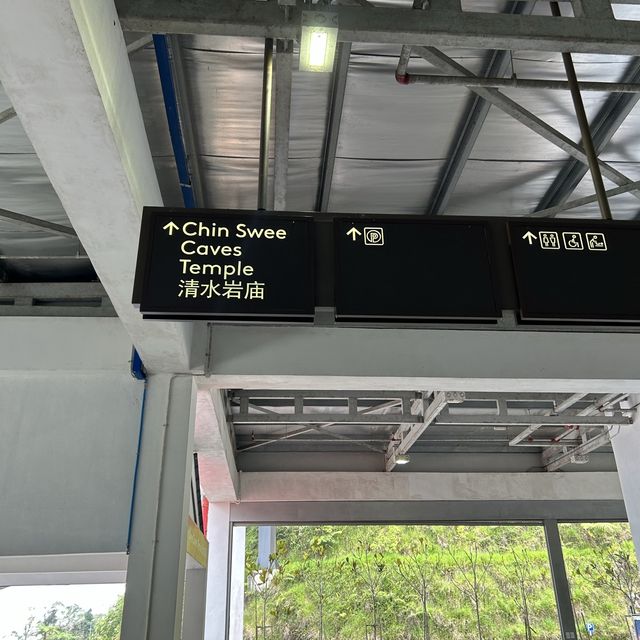 Chin Swee
Caves
Temple
清水岩庙
P